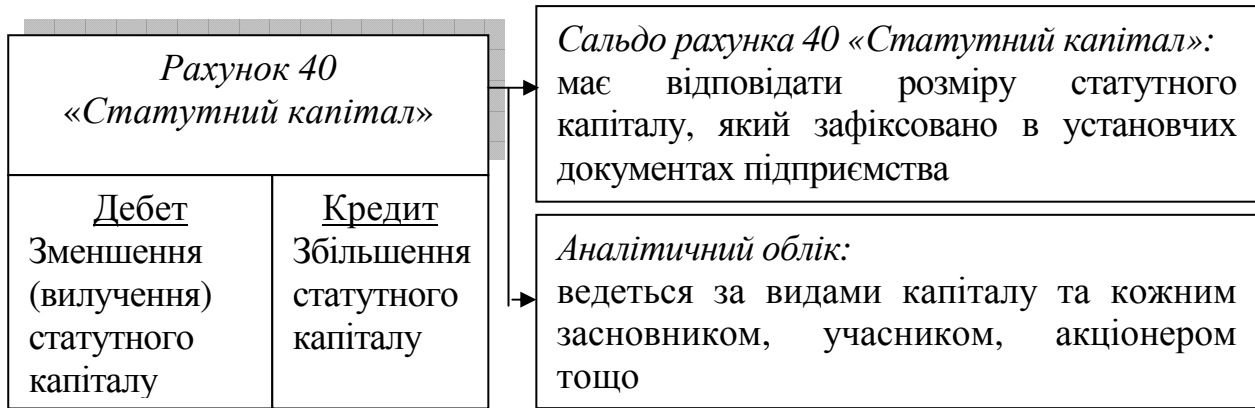 Рахунок 40
«Статутний капітал»
Дебет
Зменшення
(вилучення)
статутного
капіталу
Кредит
Збільшення
статутного
капіталу
Сальдо рахунка 40 «Статутний капітал»:
має відповідати розміру статутного
капіталу, який зафіксовано в установчих
документах підприємства
Аналітичний облік:
ведеться за видами капіталу та кожним
засновником, учасником, акціонером
тощо